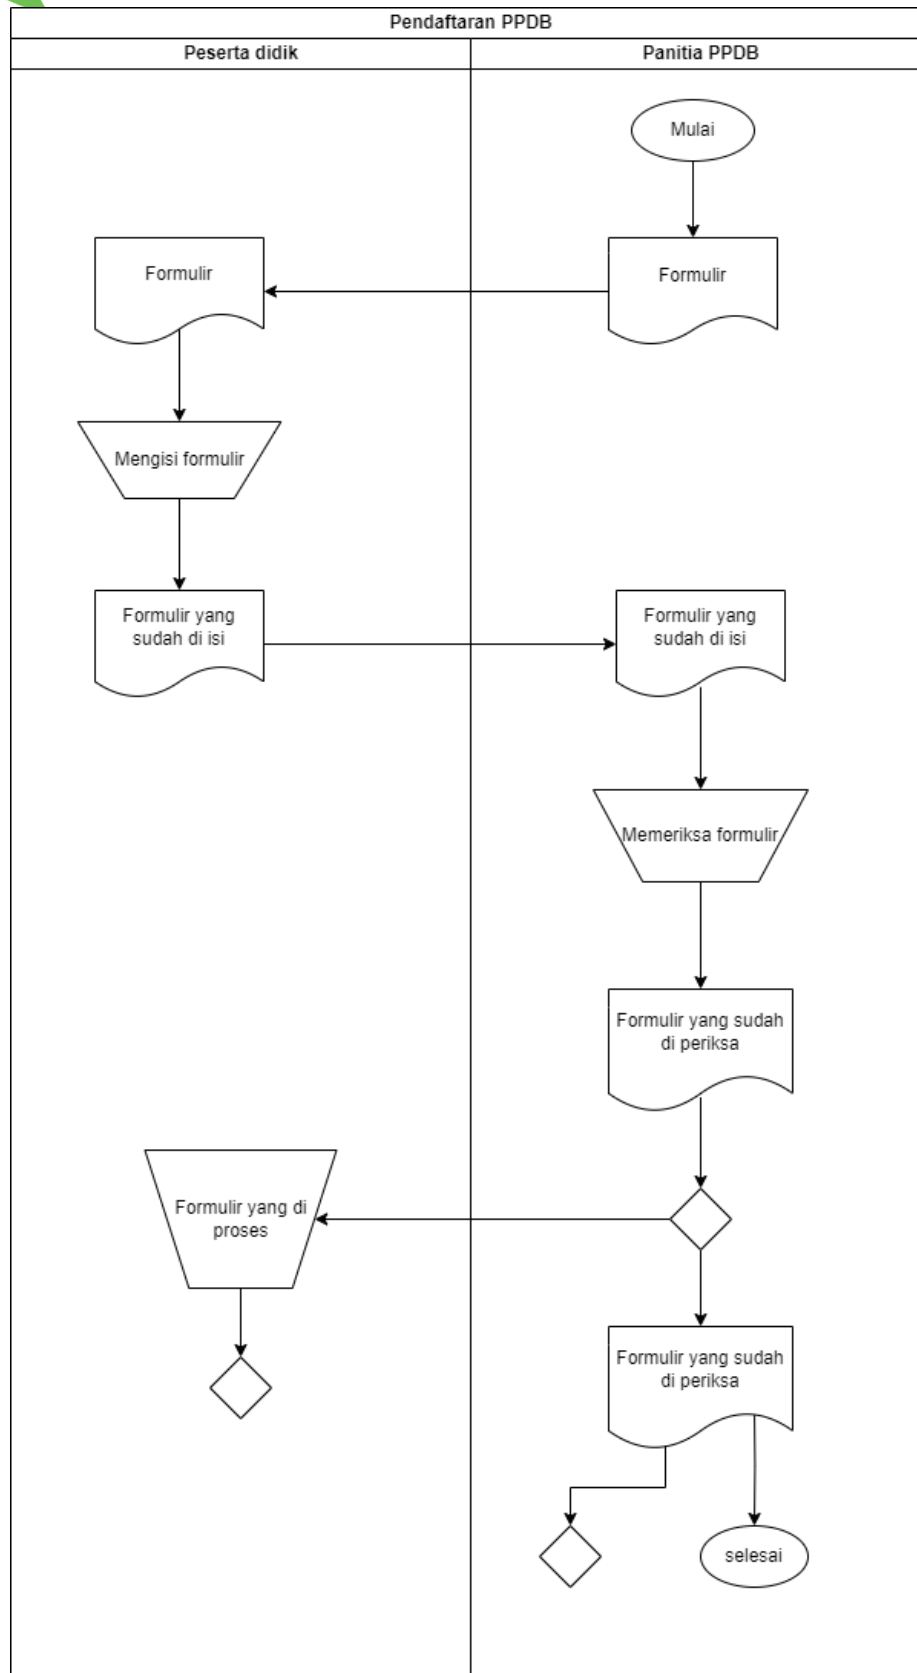 Pendaftaran PPDB
Peserta didik
Panitia PPDB
Mulai
Formulir
Formulir
Mengisi formulir
Formulir yang
sudah di isi
Formulir yang
sudah di isi
Memeriksa formulir
Formulir yang sudah
di periksa
Formulir yang di
proses
Formulir yang sudah
di periksa
selesai